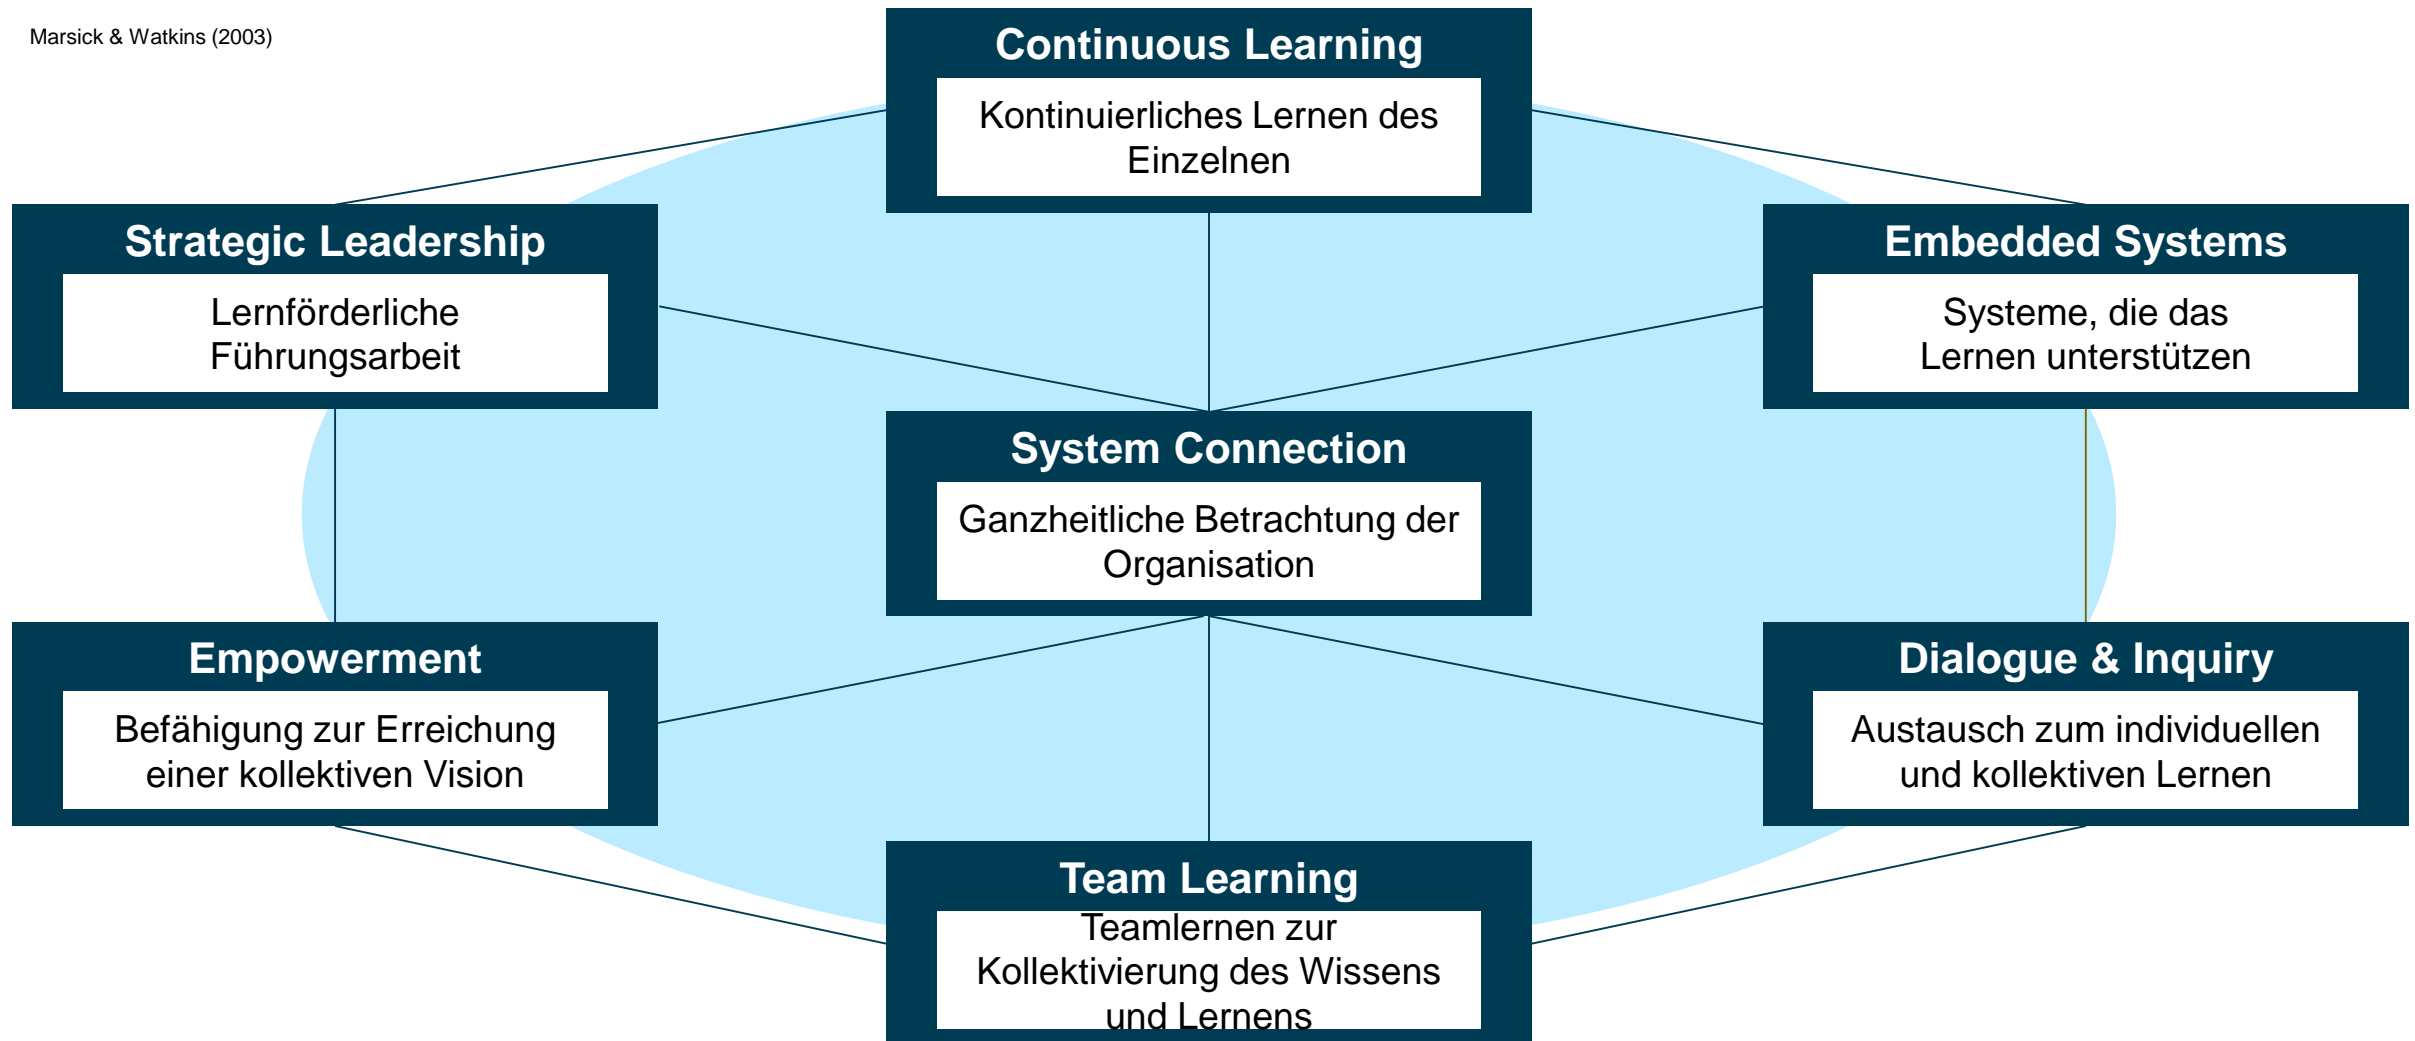 Marsick & Watkins (2003)
Continuous Learning
Kontinuierliches Lernen des
Einzelnen
Strategic Leadership
Lernförderliche
Führungsarbeit
Embedded Systems
Systeme, die das
Lernen unterstützen
System Connection
Ganzheitliche Betrachtung der
Organisation
Empowerment
Befähigung zur Erreichung
einer kollektiven Vision
Dialogue & Inquiry
Austausch zum individuellen
und kollektiven Lernen
Team Learning
Teamlernen zur
Kollektivierung des Wissens
und Lernens